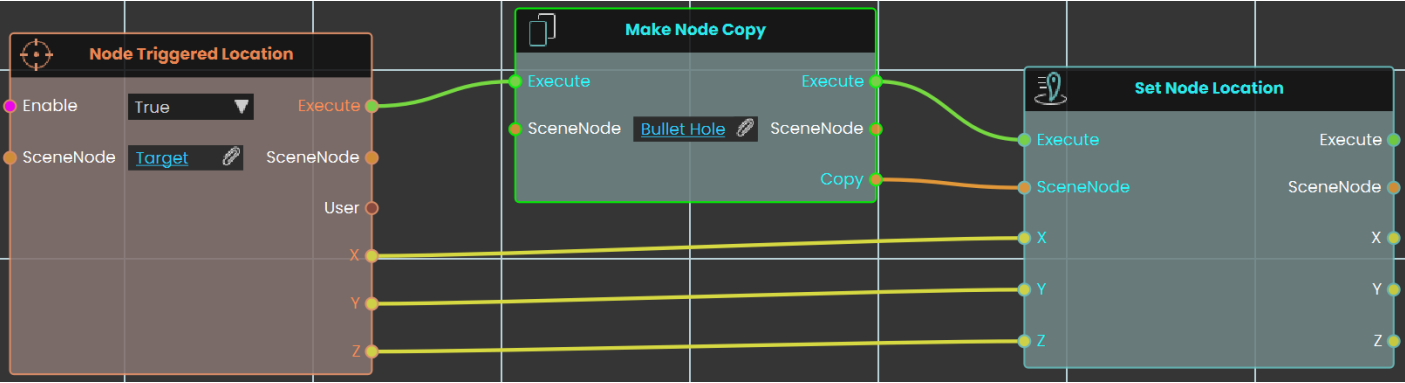 Node Triggered Location
Enable True Execute
SceneNode Target SceneNode
User
X
Y
Z
Make Node Copy
Execute Execute
SceneNode Bullet Hole SceneNode
Copy
Set Node Location
Execute Execute
SceneNode SceneNode
X X
Y Y
Z Z